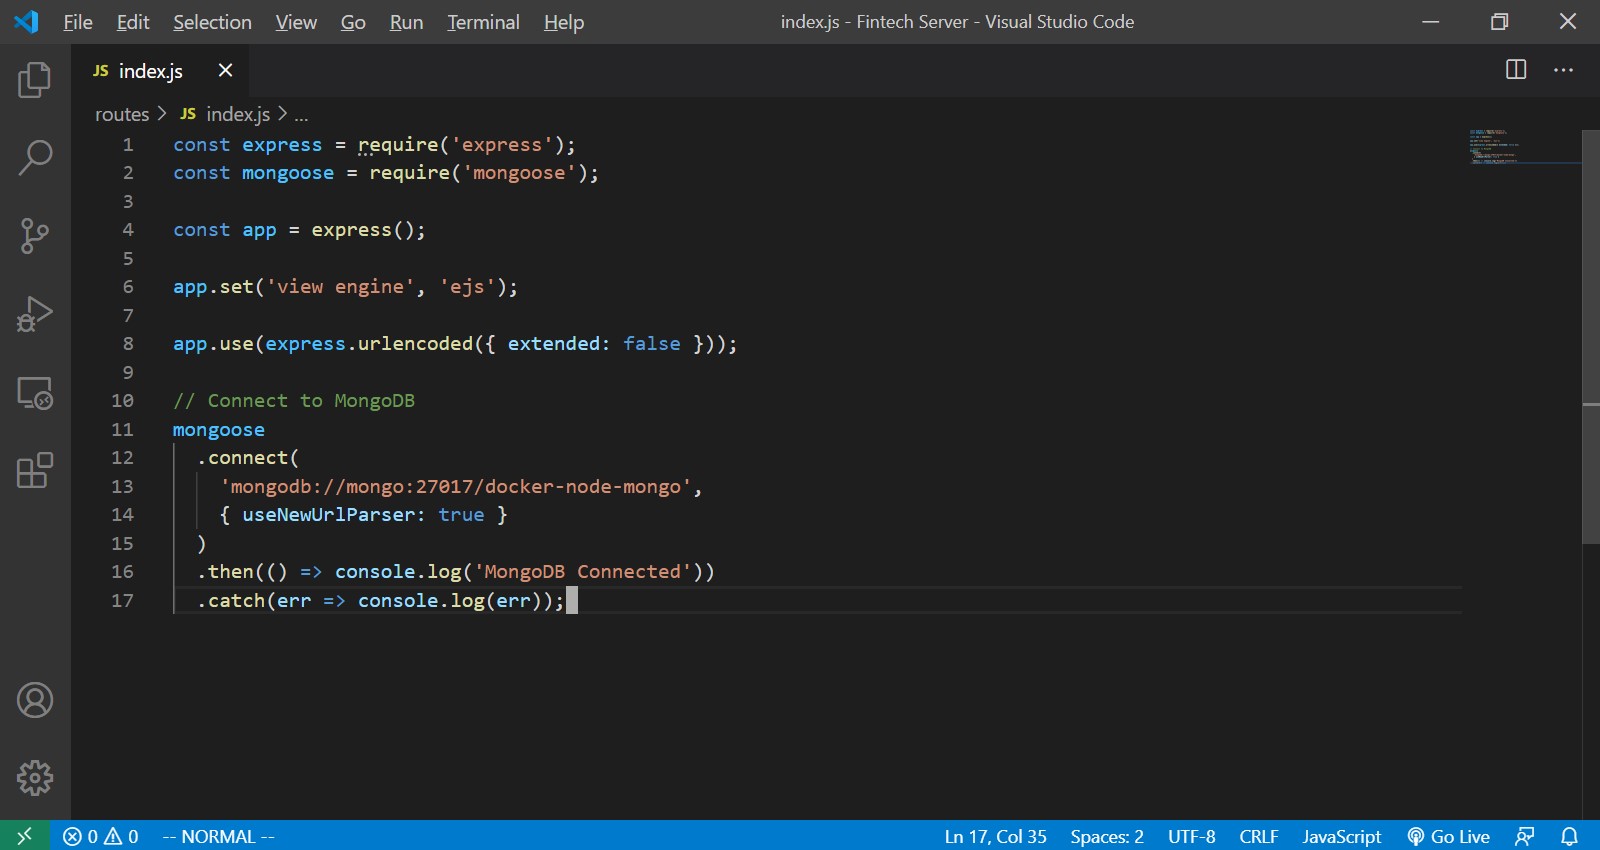 File Edit Selection View Go Run Terminal Help index.js - Fintech Server - Visual Studio Code
JS index.js
routes > JS index.js > ...
1 const express = require('express');
2 const mongoose = require('mongoose');
3
4 const app = express();
5
6 app.set('view engine', 'ejs');
7
8 app.use(express.urlencoded({ extended: false }));
9
10 // Connect to MongoDB
11 mongoose
12 .connect(
13 'mongodb://mongo:27017/docker-node-mongo',
14 { useNewUrlParser: true }
15 )
16 .then(() => console.log('MongoDB Connected'))
17 .catch(err => console.log(err));
0 0 -- NORMAL -- Ln 17, Col 35 Spaces: 2 UTF-8 CRLF JavaScript Go Live